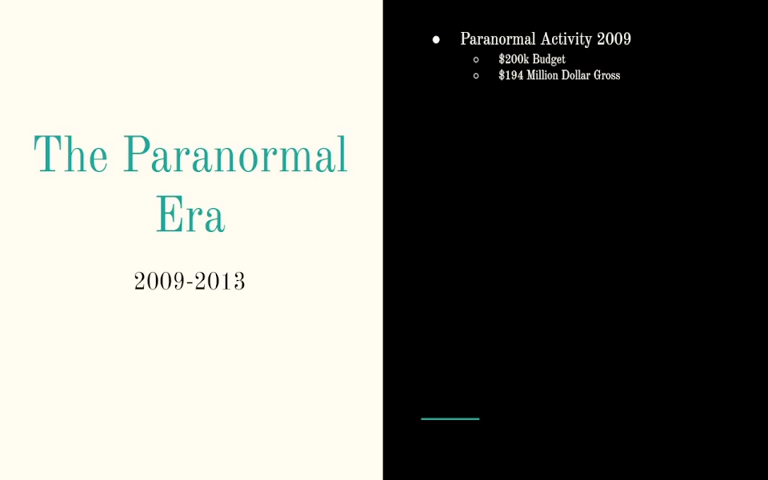 The Paranormal
Era
2009-2013
● Paranormal Activity 2009
○ $200k Budget
○ $194 Million Dollar Gross